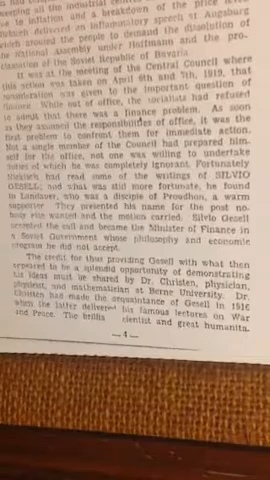 weeping all the industrial cent
to inflation and a breakdown of the price level
Niekisch delivered an inflammatory speech at Augsburg
which around the people to demand the dissolution of
the National Assembly under Hoffmann and the pro-
clamation of the Soviet Republic of Bavaria.
It was at the meeting of the Central Council where
this action was taken on April 6th and 7th, 1919, that
consideration was given to the important question of
finance. While out of office, the socialists had refused
to admit that there was a finance problem. As soon
as they assumed the responsibilities of office, it was the
first problem to confront them for immediate action.
Not a single member of the Council had prepared him-
self for this office, not one was willing to undertake
duties of which he was completely ignorant. Fortunately
Niekisch had read some of the writings of SILVIO
GESELL; and what was still more fortunate, he found
in Landauer, who was a disciple of Proudhon, a warm
supporter. They presented his name for the post no-
body else wanted and the motion carried. Silvio Gesell
accepted the call and became the Minister of Finance in
a Soviet Government whose philosophy and economic
program he did not accept.
The credit for thus providing Gesell with what then
appeared to be a splendid opportunity of demonstrating
his ideas must be shared by Dr. Christen, physician,
physicist, and mathematician at Berne University. Dr.
Christen had made the acquaintance of Gesell in 1916
when the latter delivered his famous lectures on War
and Peace. The brillia cientist and great humanita.
—4—